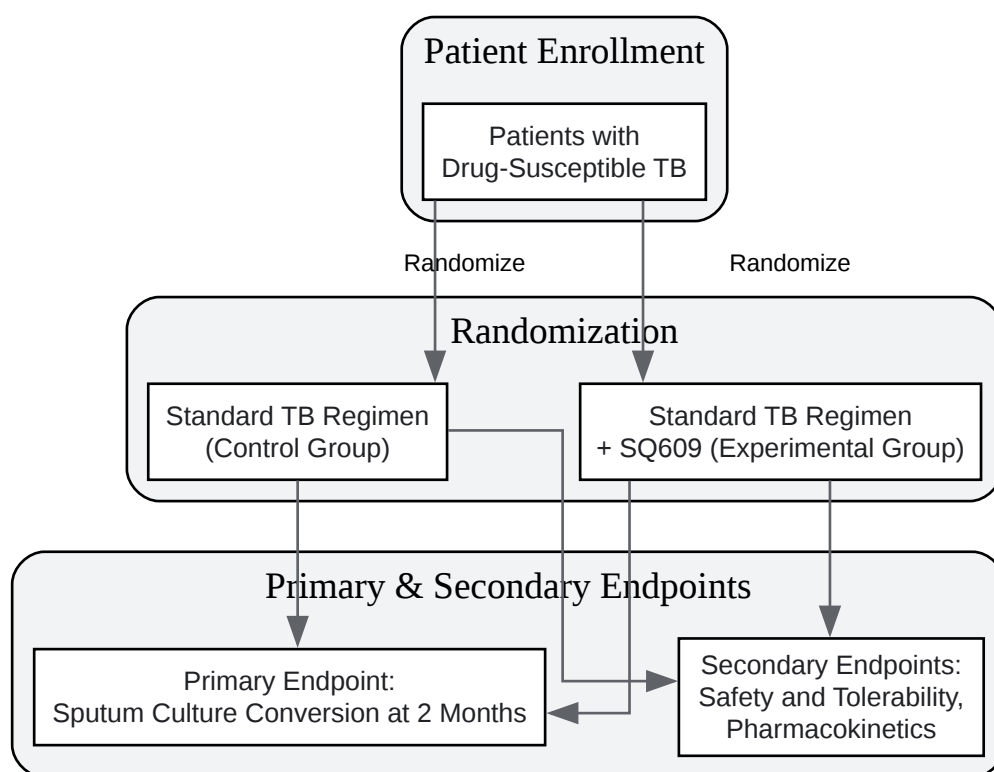 Patient Enrollment
Patients with
Drug-Susceptible TB
Randomize
Randomize
Randomization
Standard TB Regimen
(Control Group)
Standard TB Regimen
+ SQ609 (Experimental Group)
Primary & Secondary Endpoints
Primary Endpoint:
Sputum Culture Conversion at 2 Months
Secondary Endpoints:
Safety and Tolerability,
Pharmacokinetics